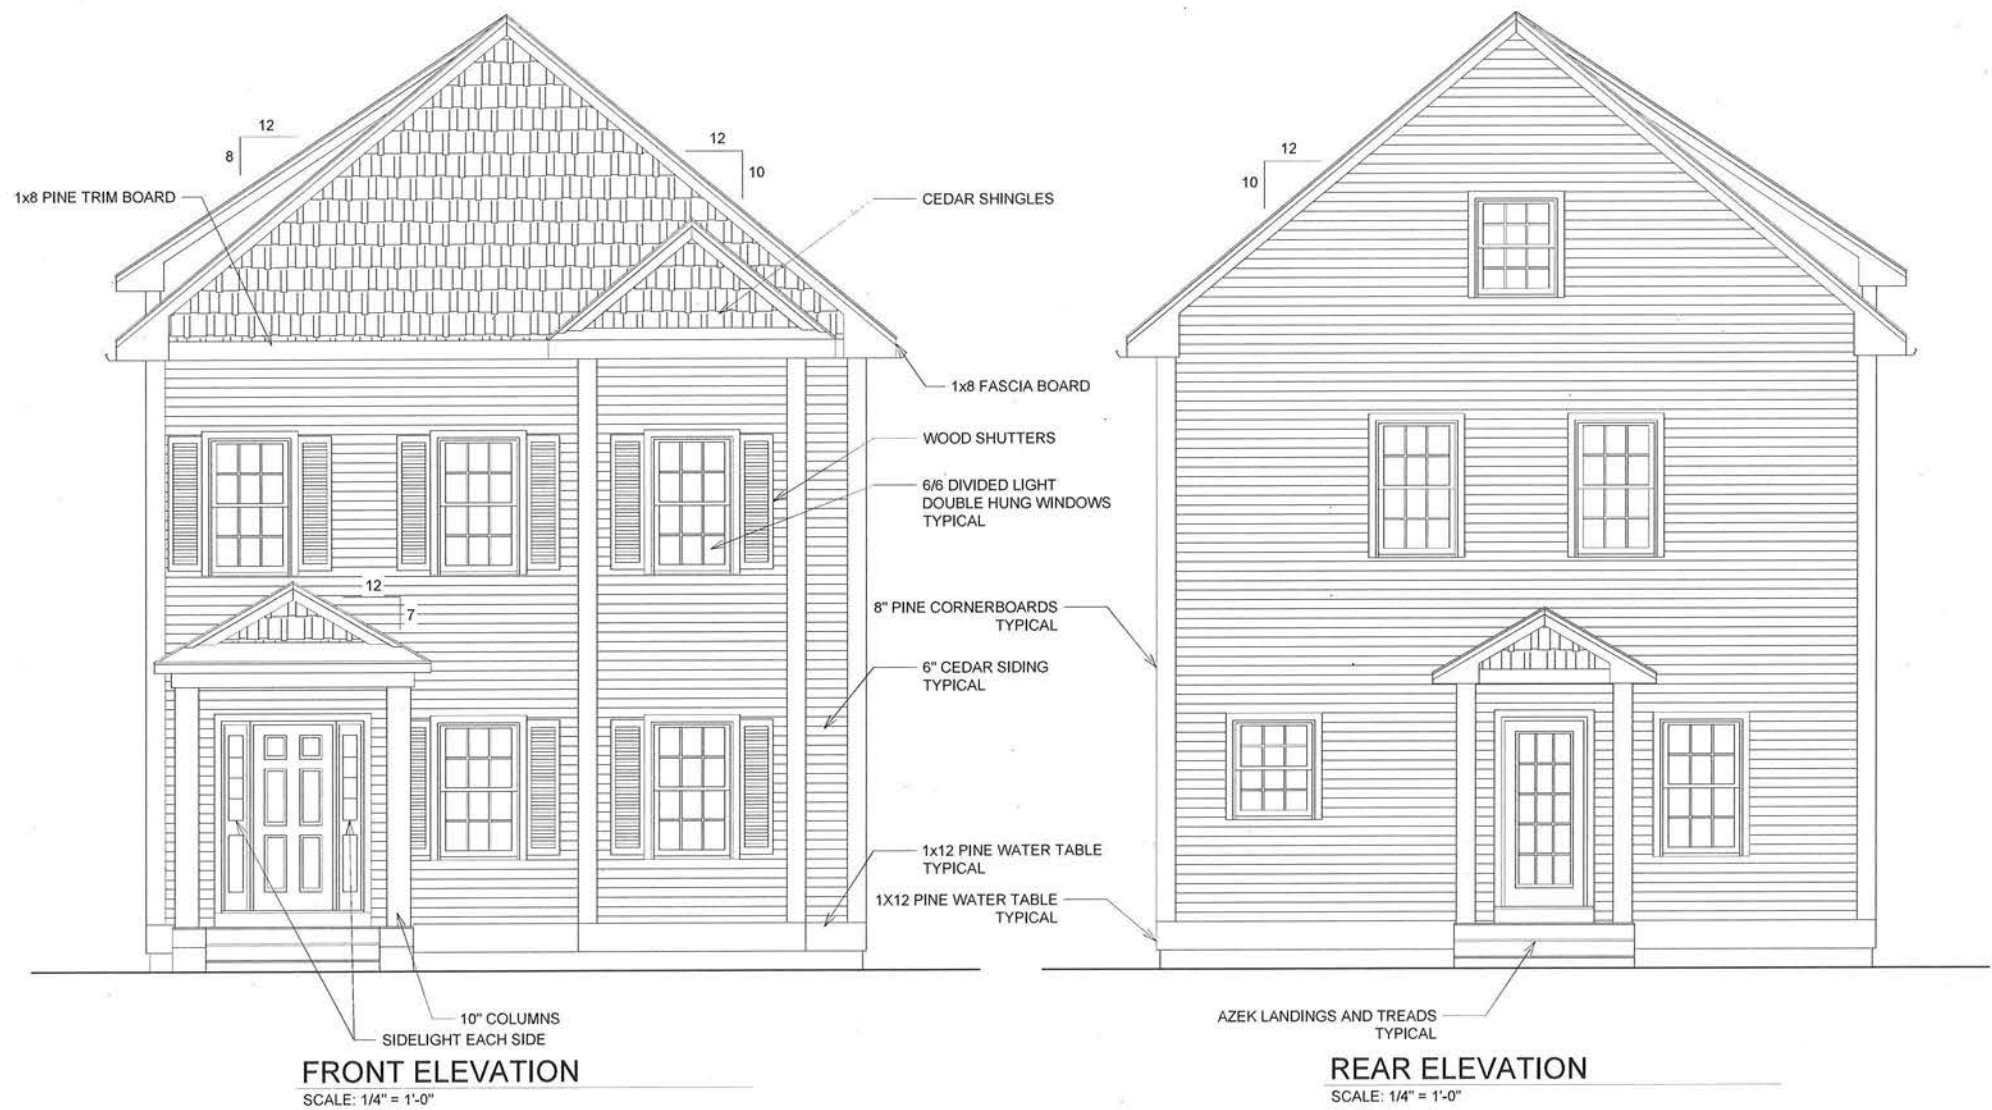 12
8
12
10
1x8 PINE TRIM BOARD
CEDAR SHINGLES
1x8 FASCIA BOARD
WOOD SHUTTERS
6/6 DIVIDED LIGHT
DOUBLE HUNG WINDOWS
TYPICAL
12
7
8" PINE CORNERBOARDS
TYPICAL
6" CEDAR SIDING
TYPICAL
1x12 PINE WATER TABLE
TYPICAL
1X12 PINE WATER TABLE
TYPICAL
10" COLUMNS
SIDELIGHT EACH SIDE
FRONT ELEVATION
SCALE: 1/4" = 1'-0"
12
10
AZEK LANDINGS AND TREADS
TYPICAL
REAR ELEVATION
SCALE: 1/4" = 1'-0"